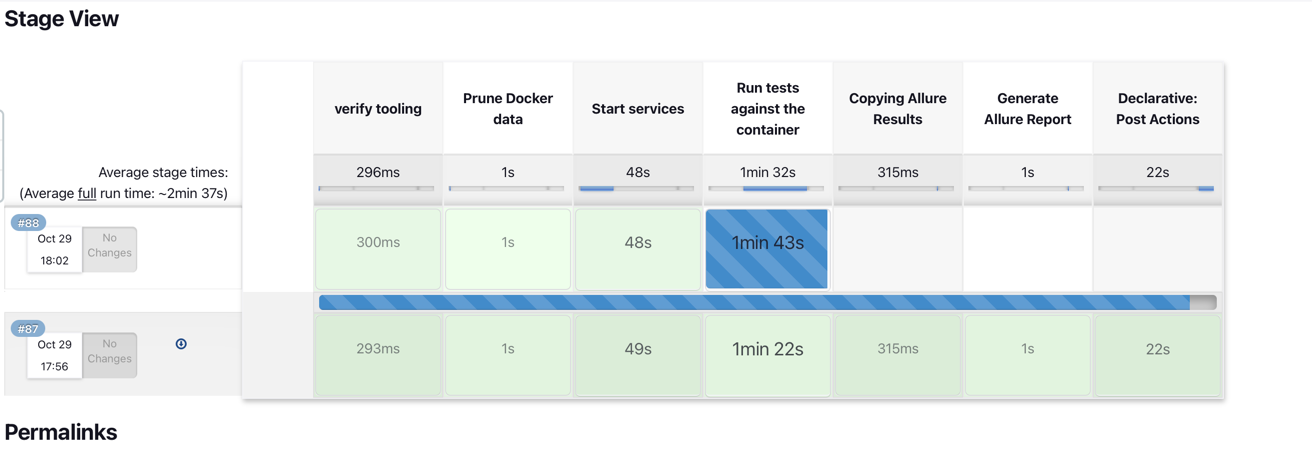 Stage View
verify tooling
Prune Docker
data
Start services
Run tests
against the
container
Copying Allure
Results
Generate
Allure Report
Declarative:
Post Actions
Average stage times:
(Average full run time: ~2min 37s)
296ms
1s
48s
1min 32s
315ms
1s
22s
#88
Oct 29
18:02
No
Changes
300ms
1s
48s
1min 43s
#87
Oct 29
17:56
No
Changes
293ms
1s
49s
1min 22s
315ms
1s
22s
Permalinks